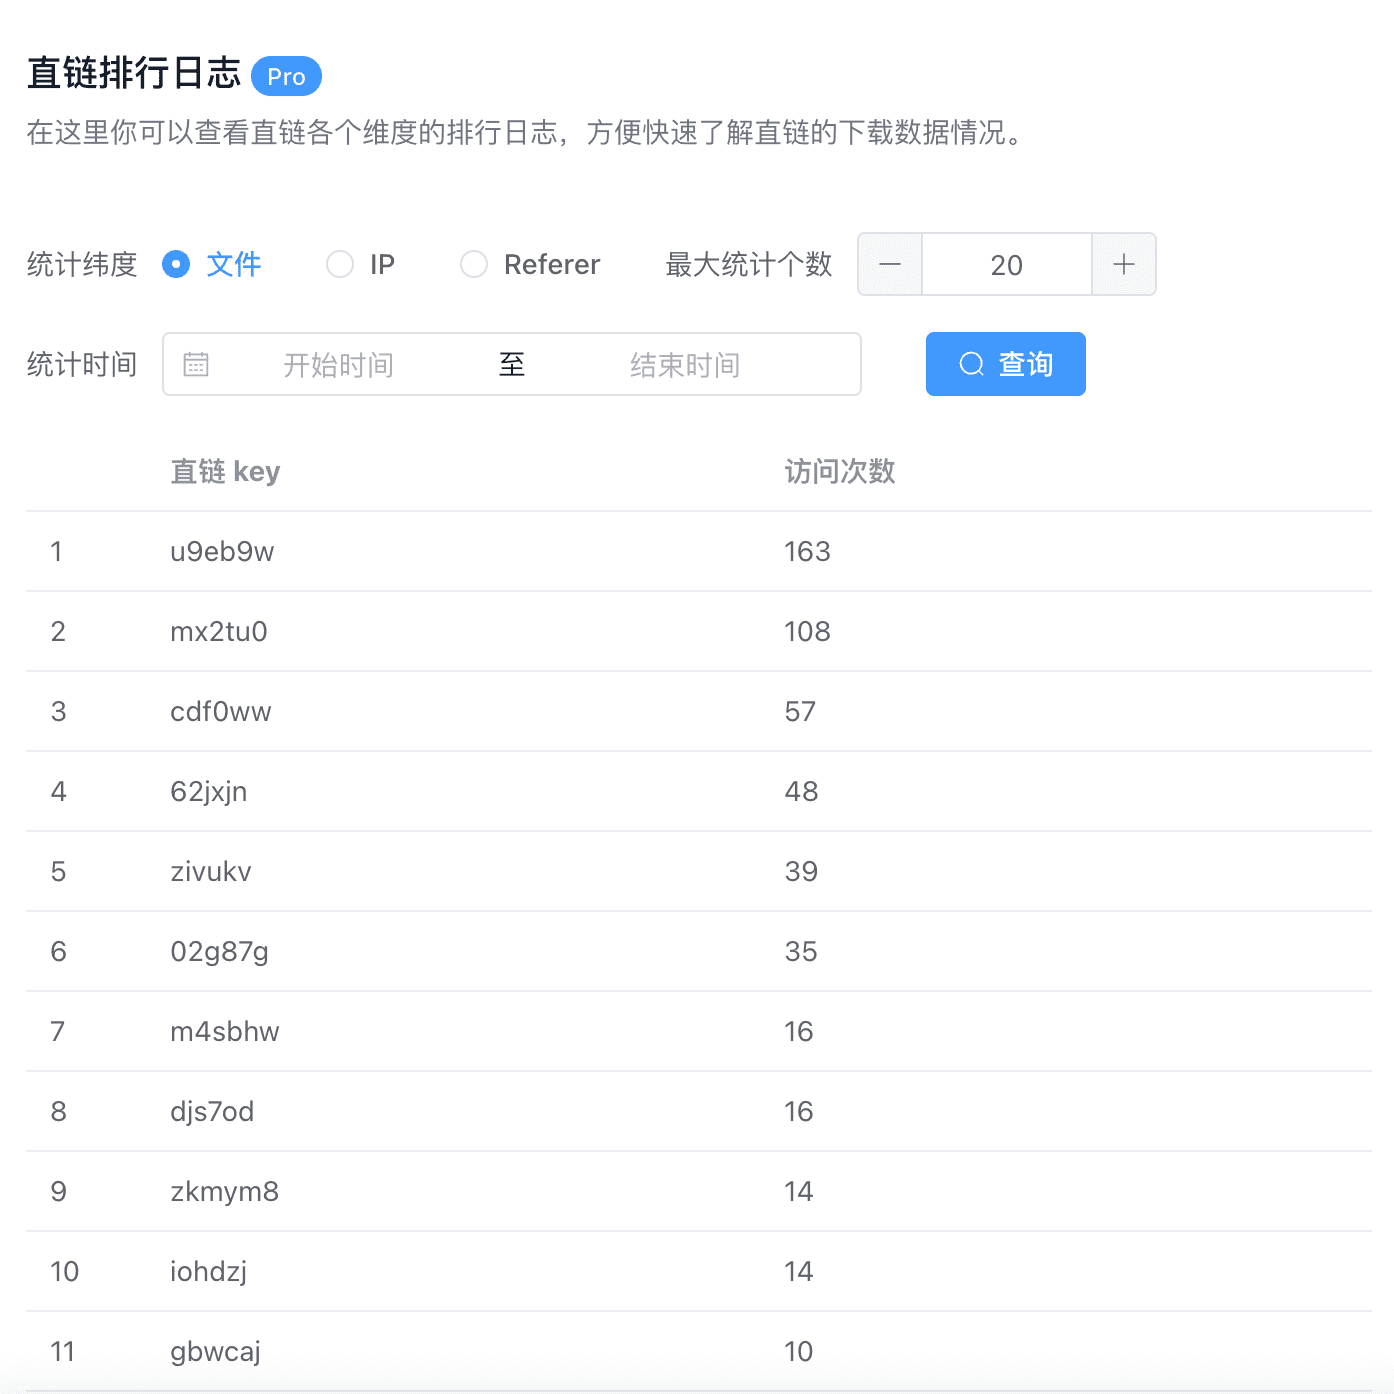 直链排行日志 Pro
在这里你可以查看直链各个维度的排行日志，方便快速了解直链的下载数据情况。
统计纬度 文件 IP Referer 最大统计个数 — 20 +
统计时间 开始时间 至 结束时间 查询
直链 key 访问次数
1 u9eb9w 163
2 mx2tu0 108
3 cdf0ww 57
4 62jxjn 48
5 zivukv 39
6 02g87g 35
7 m4sbhw 16
8 djs7od 16
9 zkmym8 14
10 iohdzj 14
11 gbwcaj 10